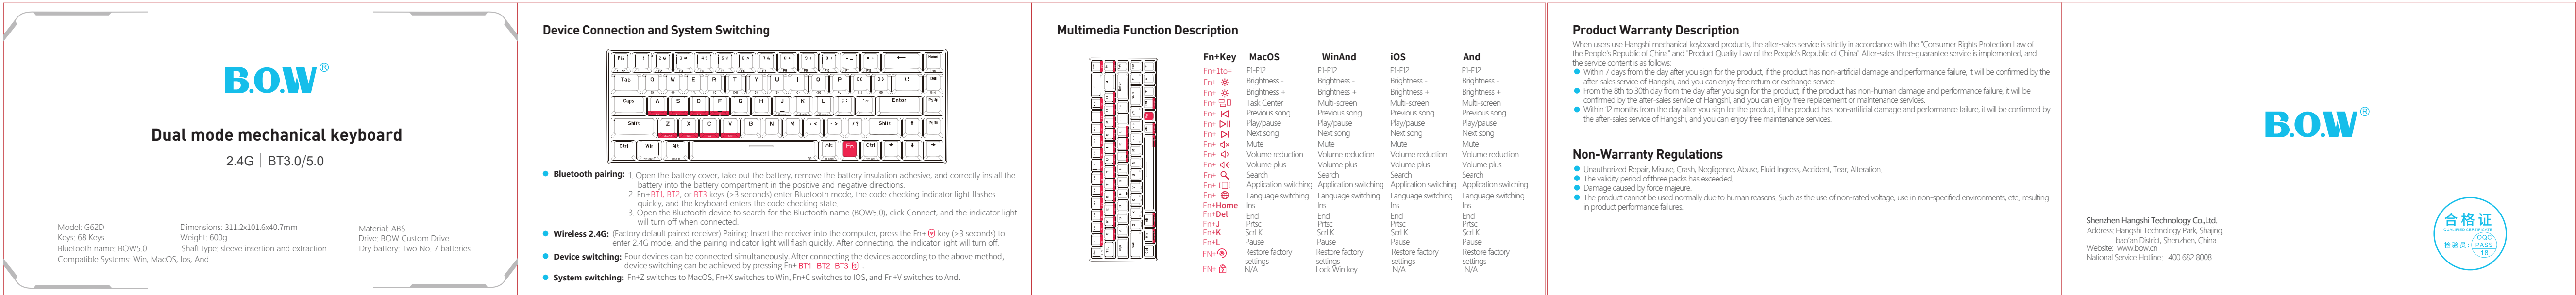 B.O.W®
Dual mode mechanical keyboard
2.4G | BT3.0/5.0
Model: G62D
Keys: 68 Keys
Bluetooth name: BOW5.0
Compatible Systems: Win, MacOS, Ios, And
Dimensions: 311.2x101.6x40.7mm
Weight: 600g
Shaft type: sleeve insertion and extraction
Material: ABS
Drive: BOW Custom Drive
Dry battery: Two No. 7 batteries
Device Connection and System Switching
Tab Q W E R T Y U I O P
Caps A S D F G H J K L Enter
Shift Z X C V B N M Shift
Ctrl Win Alt Alt Fn Ctrl
Bluetooth pairing: 1. Open the battery cover, take out the battery, remove the battery insulation adhesive, and correctly install the
battery into the battery compartment in the positive and negative directions.
2. Fn+BT1, BT2, or BT3 keys (>3 seconds) enter Bluetooth mode, the code checking indicator light flashes
quickly, and the keyboard enters the code checking state.
3. Open the Bluetooth device to search for the Bluetooth name (BOW5.0), click Connect, and the indicator light
will turn off when connected.
Wireless 2.4G: (Factory default paired receiver) Pairing: Insert the receiver into the computer, press the Fn+ key (>3 seconds) to
enter 2.4G mode, and the pairing indicator light will flash quickly. After connecting, the indicator light will turn off.
Device switching: Four devices can be connected simultaneously. After connecting the devices according to the above method,
device switching can be achieved by pressing Fn+ BT1 BT2 BT3 .
System switching: Fn+Z switches to MacOS, Fn+X switches to Win, Fn+C switches to IOS, and Fn+V switches to And.
Multimedia Function Description
Fn+Key MacOS WinAnd iOS And
Fn+1to= F1-F12 F1-F12 F1-F12 F1-F12
Fn+ Brightness - Brightness - Brightness - Brightness -
Fn+ Brightness + Brightness + Brightness + Brightness +
Fn+ Task Center Multi-screen Multi-screen Multi-screen
Fn+ Previous song Previous song Previous song Previous song
Fn+ Play/pause Play/pause Play/pause Play/pause
Fn+ Next song Next song Next song Next song
Fn+ Mute Mute Mute Mute
Fn+ Volume reduction Volume reduction Volume reduction Volume reduction
Fn+ Volume plus Volume plus Volume plus Volume plus
Fn+ Search Search Search Search
Fn+ Application switching Application switching Application switching Application switching
Fn+ Language switching Language switching Language switching Language switching
Fn+Home Ins Ins Ins Ins
Fn+Del End End End End
Fn+J Prtsc Prtsc Prtsc Prtsc
Fn+K ScrLK ScrLK ScrLK ScrLK
Fn+L Pause Pause Pause Pause
FN+ Restore factory Restore factory Restore factory Restore factory
settings settings settings settings
FN+ N/A Lock Win key N/A N/A
Product Warranty Description
When users use Hangshi mechanical keyboard products, the after-sales service is strictly in accordance with the "Consumer Rights Protection Law of
the People's Republic of China" and "Product Quality Law of the People's Republic of China" After-sales three-guarantee service is implemented, and
the service content is as follows:
Within 7 days from the day after you sign for the product, if the product has non-artificial damage and performance failure, it will be confirmed by the
after-sales service of Hangshi, and you can enjoy free return or exchange service.
From the 8th to 30th day from the day after you sign for the product, if the product has non-human damage and performance failure, it will be
confirmed by the after-sales service of Hangshi, and you can enjoy free replacement or maintenance services.
Within 12 months from the day after you sign for the product, if the product has non-artificial damage and performance failure, it will be confirmed by
the after-sales service of Hangshi, and you can enjoy free maintenance services.
Non-Warranty Regulations
Unauthorized Repair, Misuse, Crash, Negligence, Abuse, Fluid Ingress, Accident, Tear, Alteration.
The validity period of three packs has exceeded.
Damage caused by force majeure.
The product cannot be used normally due to human reasons. Such as the use of non-rated voltage, use in non-specified environments, etc., resulting
in product performance failures.
B.O.W®
Shenzhen Hangshi Technology Co.,Ltd.
Address: Hangshi Technology Park, Shajing.
bao'an District, Shenzhen, China
Website: www.bow.cn
National Service Hotline: 400 682 8008
合格证
QUALIFIED CERTIFICATE
检验员:
OQC
PASS
16